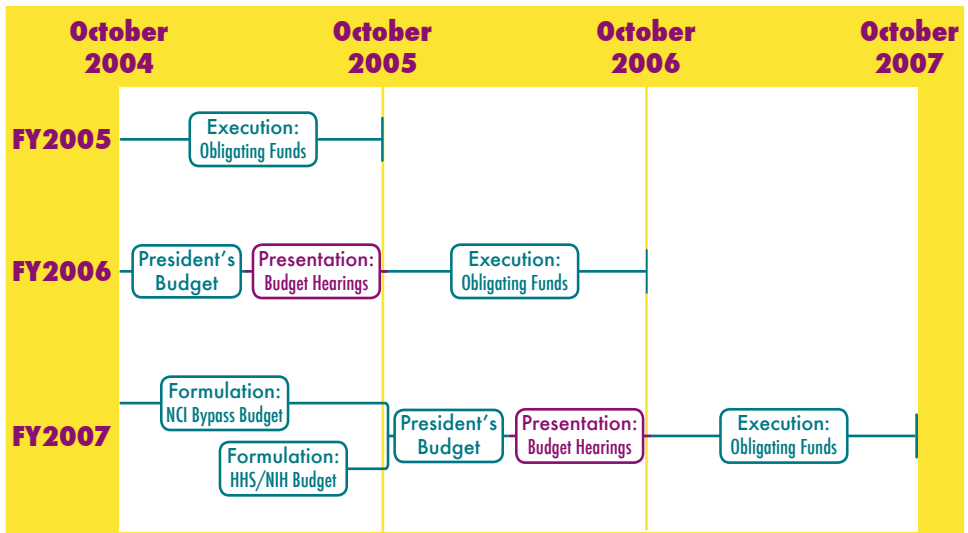 October 2004
October 2005
October 2006
October 2007
FY2005
Execution:
Obligating Funds
FY2006
President’s
Budget
Presentation:
Budget Hearings
Execution:
Obligating Funds
FY2007
Formulation:
NCI Bypass Budget
Formulation:
HHS/NIH Budget
President’s
Budget
Presentation:
Budget Hearings
Execution:
Obligating Funds